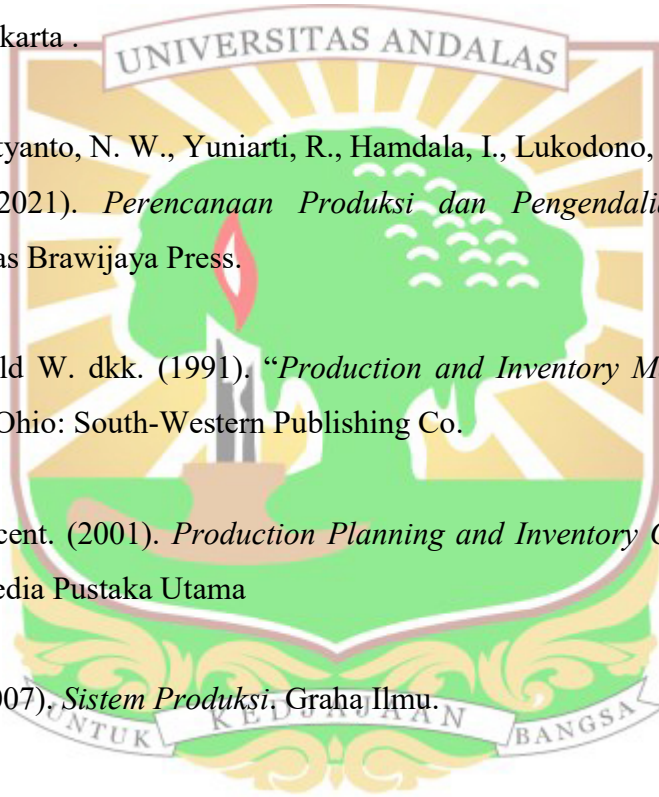 karta .
UNIVERSITAS ANDALAS
tyanto, N. W., Yuniarti, R., Hamdala, I., Lukodono,
2021). Perencanaan Produksi dan Pengendali
as Brawijaya Press.
ld W. dkk. (1991). “Production and Inventory M
Ohio: South-Western Publishing Co.
cent. (2001). Production Planning and Inventory
edia Pustaka Utama
007). Sistem Produksi. Graha Ilmu.
UNTUK KEDJAJAAN BANGSA